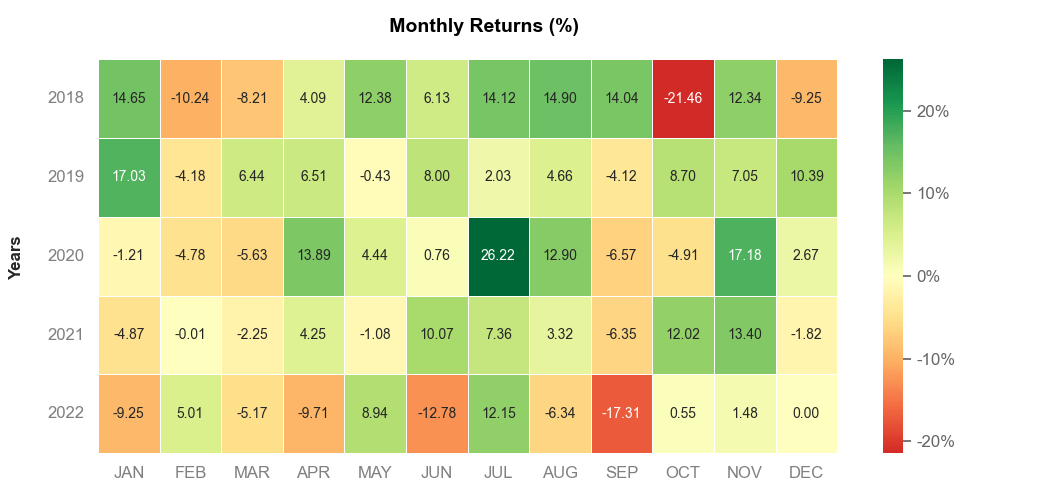 Monthly Returns (%)
Years
2018 14.65 -10.24 -8.21 4.09 12.38 6.13 14.12 14.90 14.04 -21.46 12.34 -9.25
2019 17.03 -4.18 6.44 6.51 -0.43 8.00 2.03 4.66 -4.12 8.70 7.05 10.39
2020 -1.21 -4.78 -5.63 13.89 4.44 0.76 26.22 12.90 -6.57 -4.91 17.18 2.67
2021 -4.87 -0.01 -2.25 4.25 -1.08 10.07 7.36 3.32 -6.35 12.02 13.40 -1.82
2022 -9.25 5.01 -5.17 -9.71 8.94 -12.78 12.15 -6.34 -17.31 0.55 1.48 0.00
JAN FEB MAR APR MAY JUN JUL AUG SEP OCT NOV DEC
20%
10%
0%
-10%
-20%